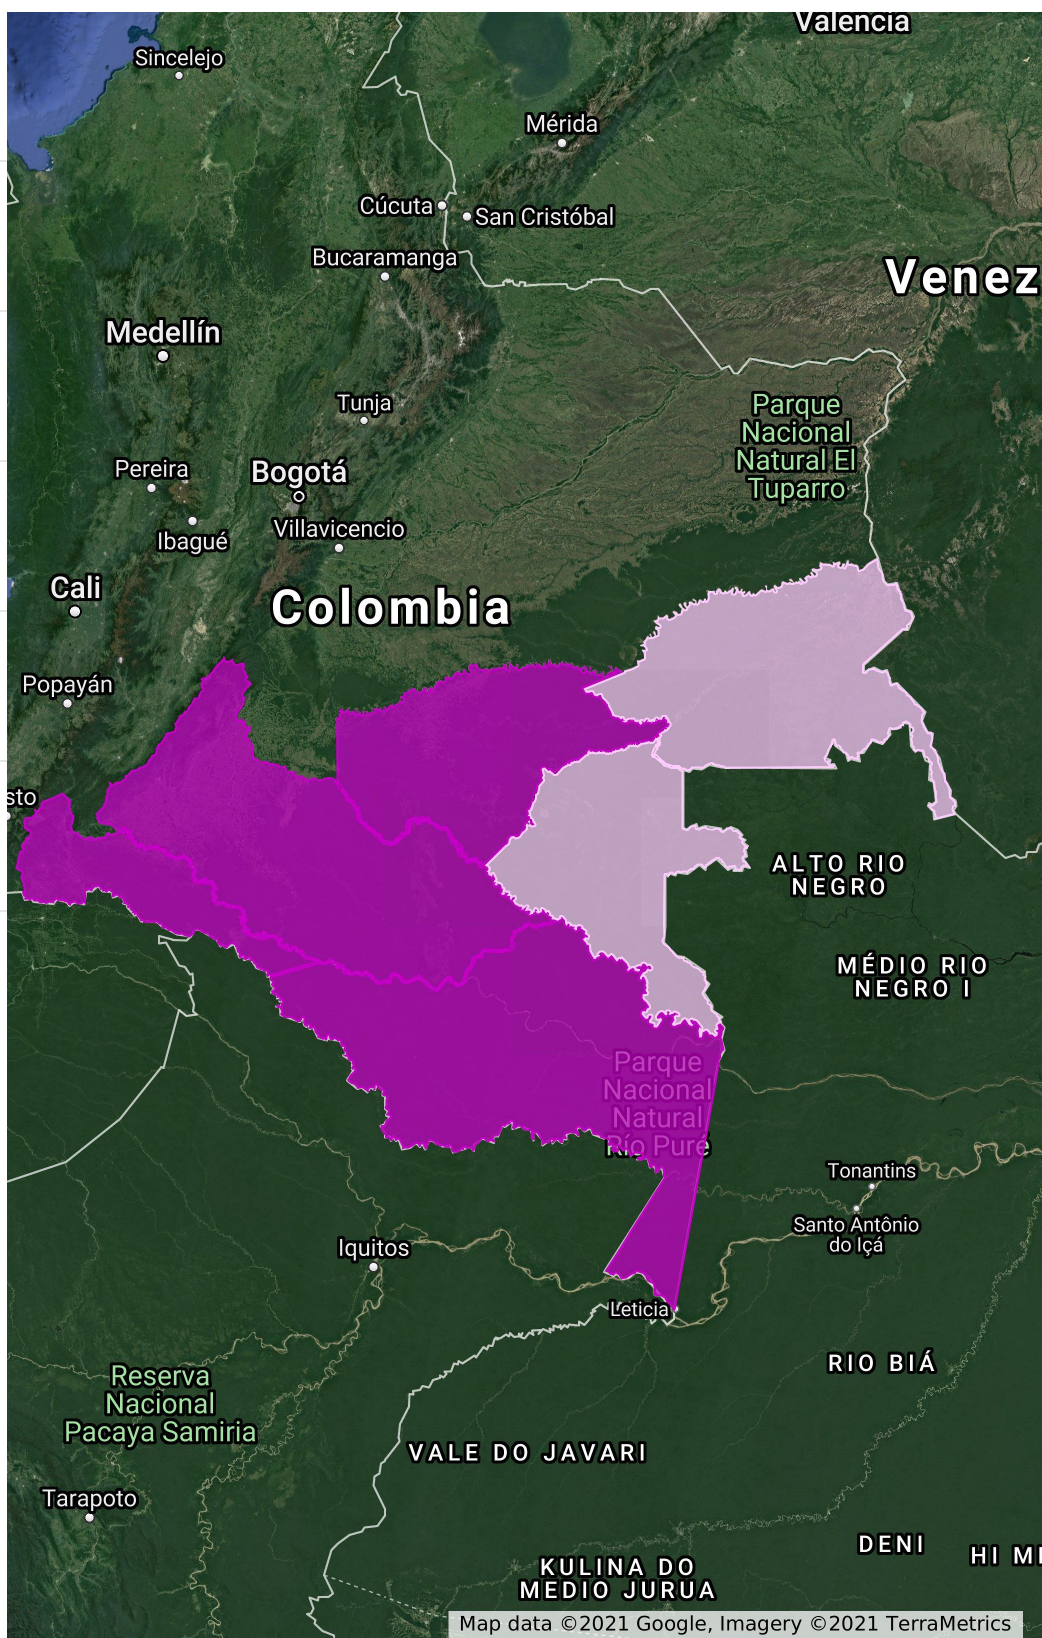 Valencia
Sincelejo
Mérida
Cúcuta
San Cristóbal
Bucaramanga
Venez
Medellín
Tunja
Parque
Nacional
Natural El
Tuparro
Pereira
Bogotá
Ibagué
Villavicencio
Cali
Colombia
Popayán
sto
ALTO RIO
NEGRO
MÉDIO RIO
NEGRO I
Parque
Nacional
Natural
Río Puré
Tonantins
Santo Antônio
do Içá
Iquitos
Leticia
RIO BIÁ
Reserva
Nacional
Pacaya Samiria
VALE DO JAVARI
Tarapoto
DENI
HI M
KULINA DO
MEDIO JURUA
Map data ©2021 Google, Imagery ©2021 TerraMetrics